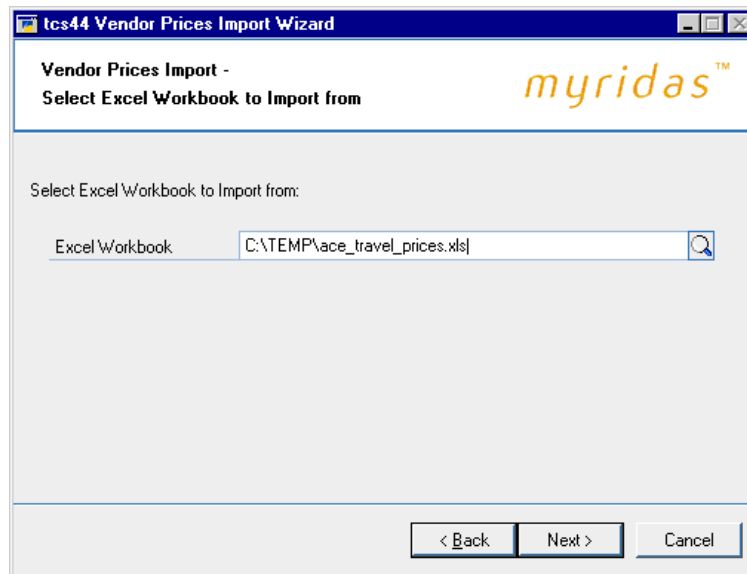 tcs44 Vendor Prices Import Wizard
Vendor Prices Import -
Select Excel Workbook to Import from
myridas™
Select Excel Workbook to Import from:
Excel Workbook C:\TEMP\ace_travel_prices.xls
< Back Next > Cancel